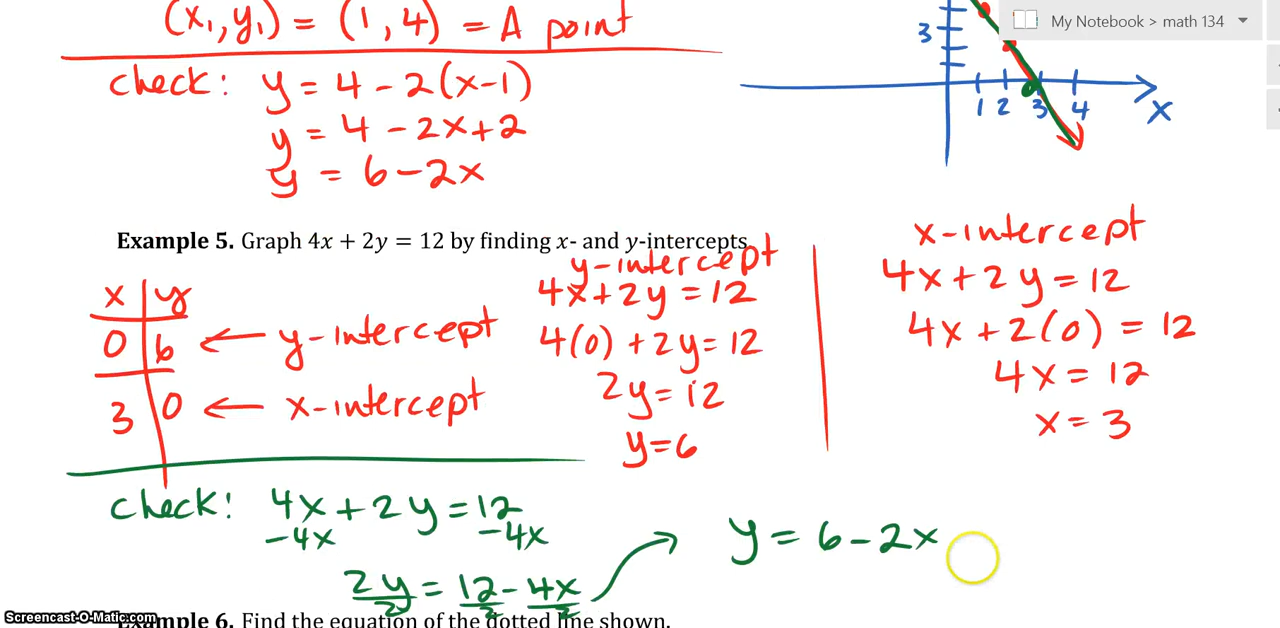 (x₁, y₁) = (1, 4) = A point
3
My Notebook > math 134
1 2 3 4
x
check: y = 4 - 2(x-1)
y = 4 - 2x+2
y = 6 - 2x
Example 5. Graph 4x + 2y = 12 by finding x- and y-intercepts.
x | y
0 | 6 ← y-intercept
3 | 0 ← x-intercept
y-intercept
4x+2y = 12
4(0) + 2y = 12
2y = 12
y = 6
x-intercept
4x+2y = 12
4x + 2(0) = 12
4x = 12
x = 3
check: 4x + 2y = 12
-4x -4x
2y/2 = 12/2 - 4x/2
y = 6 - 2x
Screencast-O-Matic.com
mple 6. Find the equation of the dotted line shown.